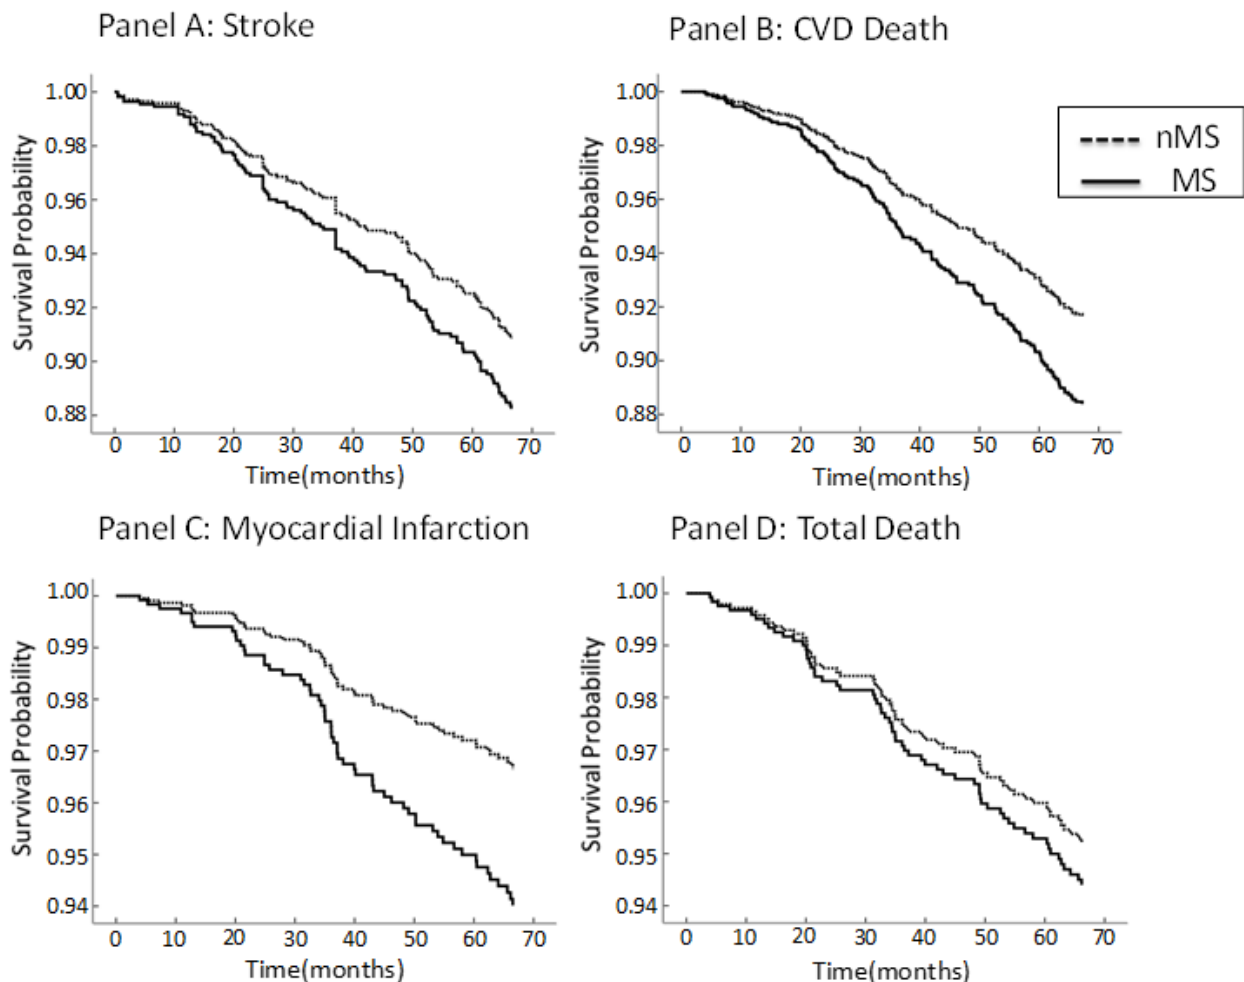 Panel A: Stroke
Survival Probability
1.00
0.98
0.96
0.94
0.92
0.90
0.88
0 10 20 30 40 50 60 70
Time(months)
Panel B: CVD Death
Survival Probability
1.00
0.98
0.96
0.94
0.92
0.90
0.88
0 10 20 30 40 50 60 70
Time(months)
nMS
MS
Panel C: Myocardial Infarction
Survival Probability
1.00
0.99
0.98
0.97
0.96
0.95
0.94
0 10 20 30 40 50 60 70
Time(months)
Panel D: Total Death
Survival Probability
1.00
0.99
0.98
0.97
0.96
0.95
0.94
0 10 20 30 40 50 60 70
Time(months)